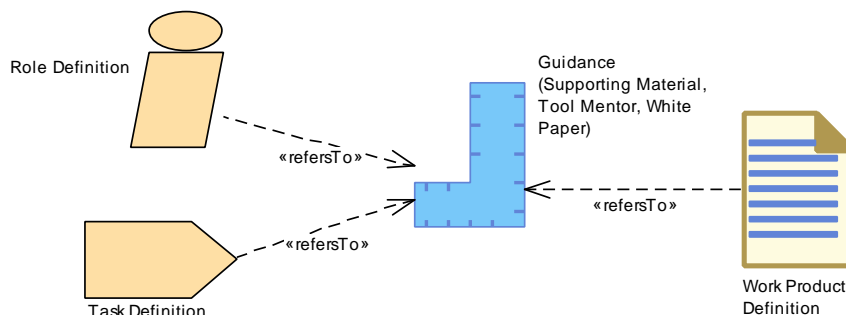 Role Definition
Guidance
(Supporting Material,
Tool Mentor, White
Paper)
«refersTo»
«refersTo»
«refersTo»
Task Definition
Work Product
Definition